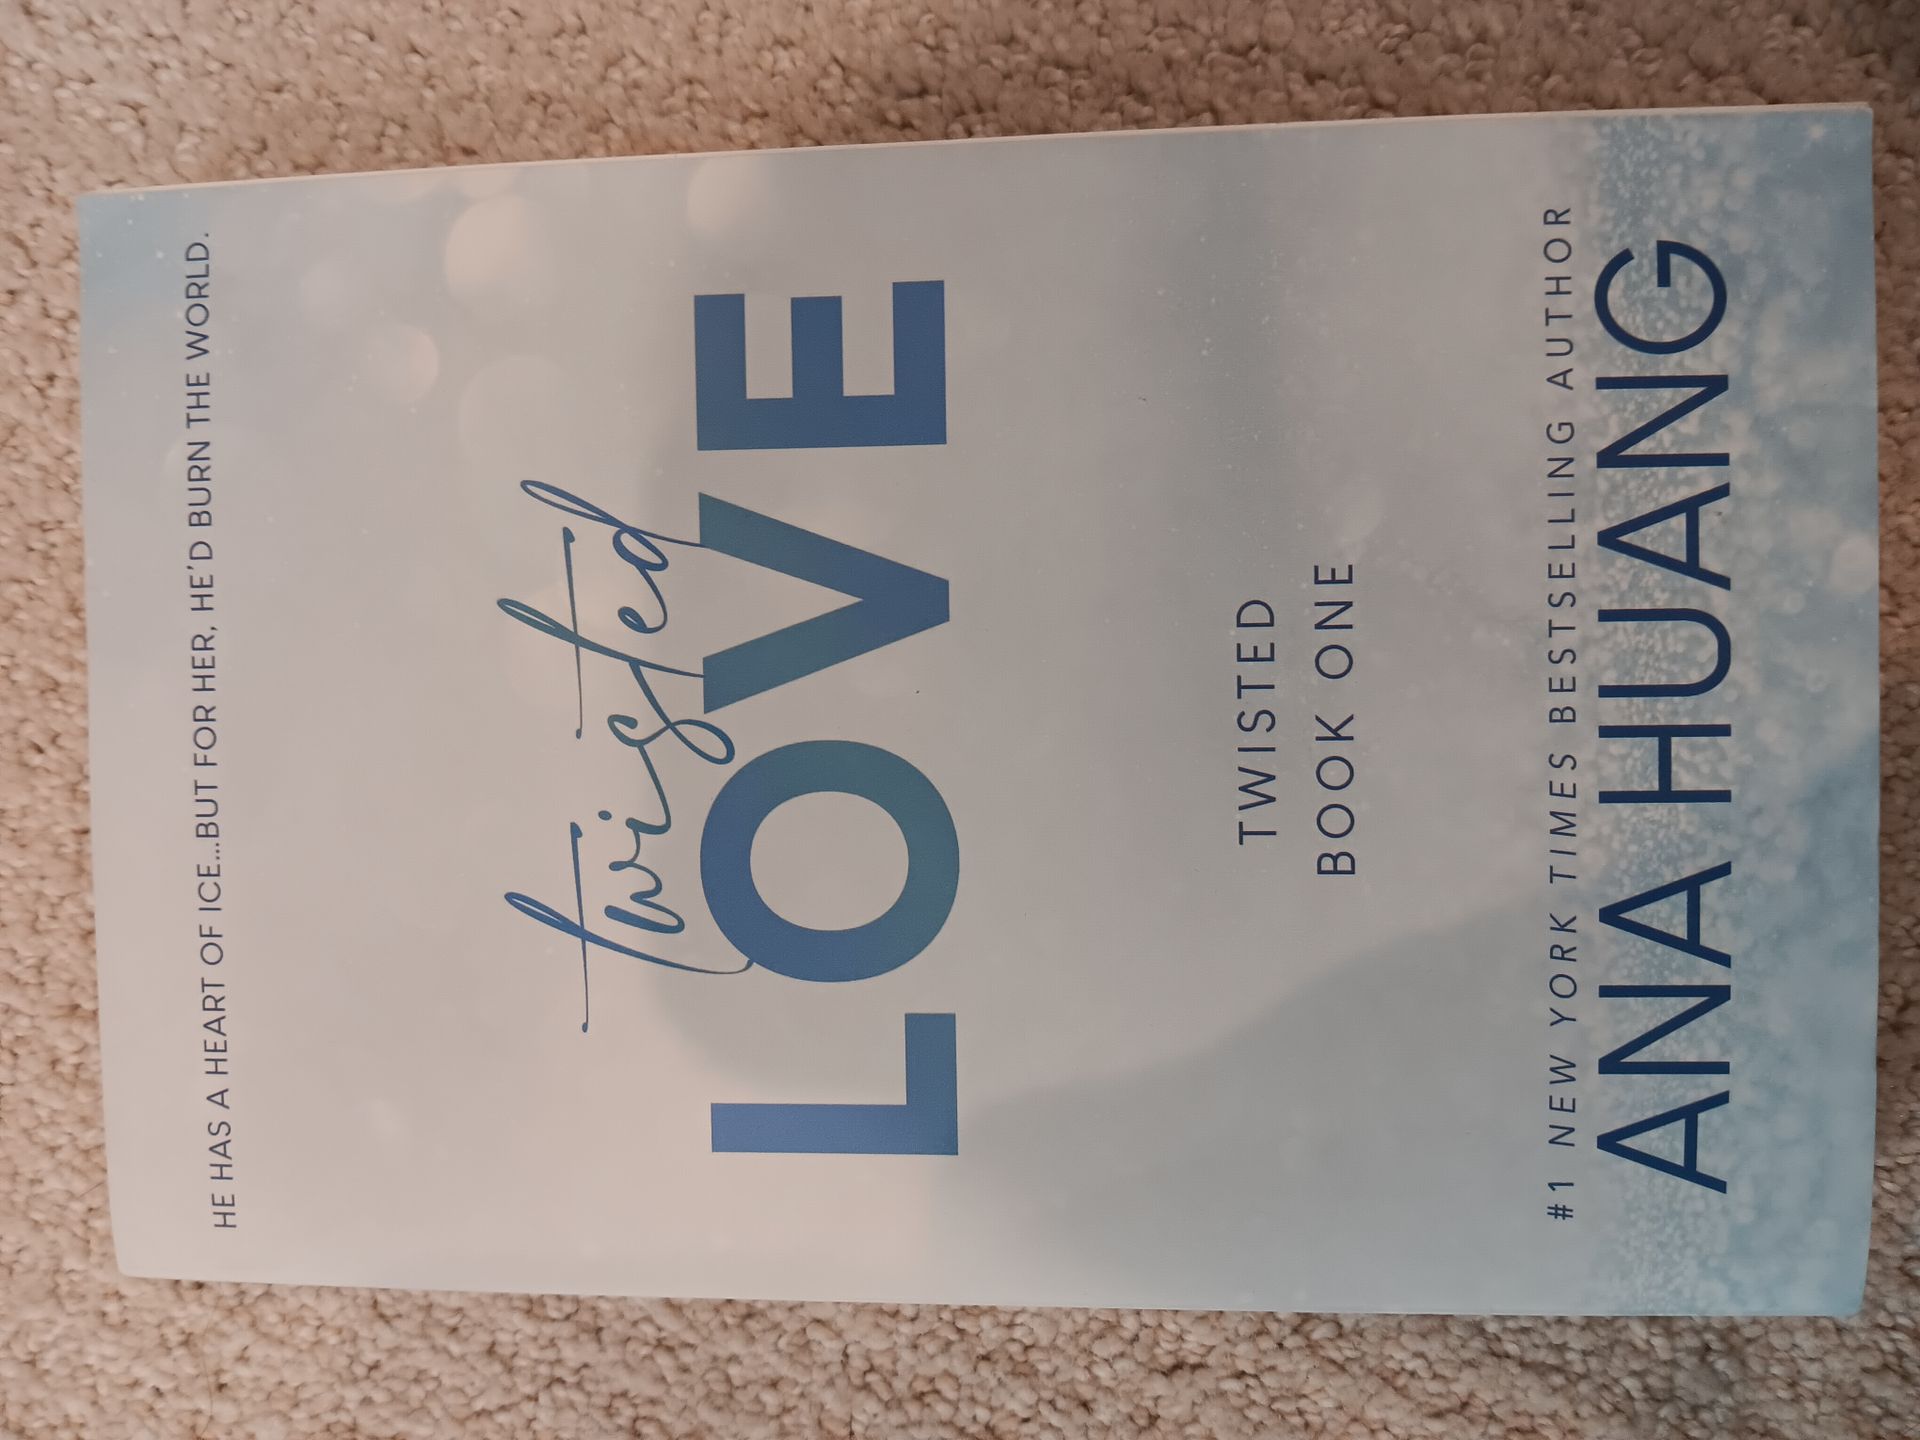 HE HAS A HEART OF ICE...BUT FOR HER, HE'D BURN THE WORLD.
twisted
LOVE
TWISTED
BOOK ONE
#1 NEW YORK TIMES BESTSELLING AUTHOR
ANA HUANG